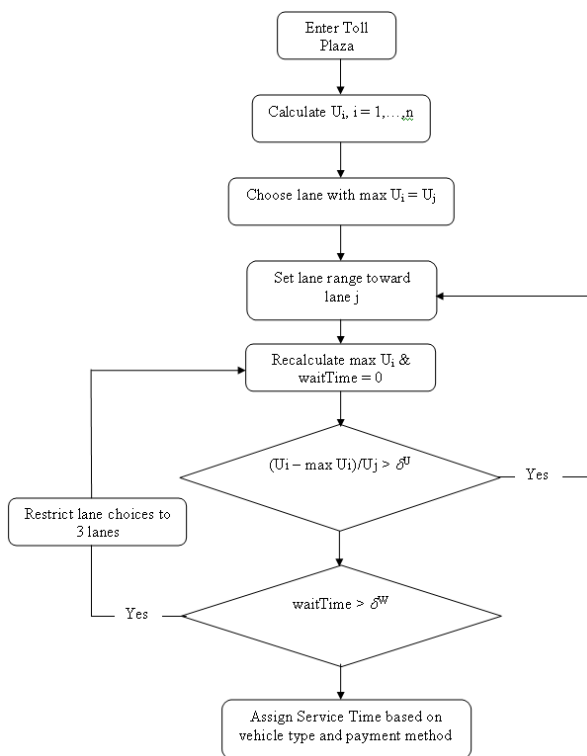 Enter Toll
Plaza
Calculate Uᵢ, i = 1,…,n
Choose lane with max Uᵢ = Uⱼ
Set lane range toward
lane j
Recalculate max Uᵢ &
waitTime = 0
(Ui – max Ui)/Uj > δᵁ
Yes
Restrict lane choices to
3 lanes
waitTime > δᵂ
Yes
Assign Service Time based on
vehicle type and payment method